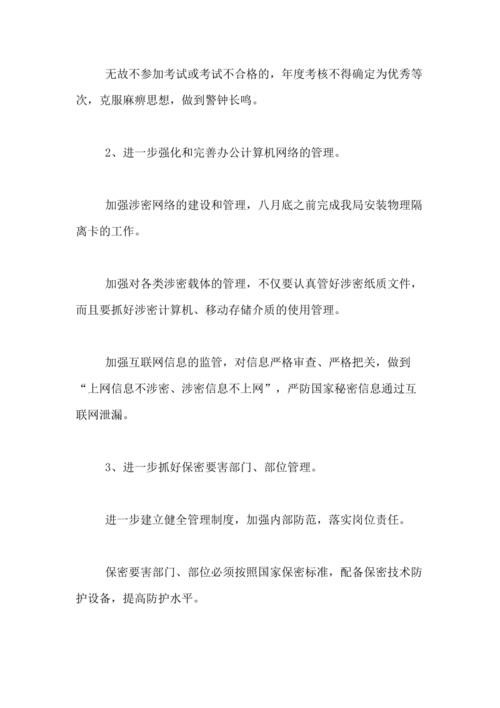 无故不参加考试或考试不合格的，年度考核不得确定为优秀等
次，克服麻痹思想，做到警钟长鸣。
2、进一步强化和完善办公计算机网络的管理。
加强涉密网络的建设和管理，八月底之前完成我局安装物理隔
离卡的工作。
加强对各类涉密载体的管理，不仅要认真管好涉密纸质文件，
而且要抓好涉密计算机、移动存储介质的使用管理。
加强互联网信息的监管，对信息严格审查、严格把关，做到
“上网信息不涉密、涉密信息不上网”，严防国家秘密信息通过互
联网泄漏。
3、进一步抓好保密要害部门、部位管理。
进一步建立健全管理制度，加强内部防范，落实岗位责任。
保密要害部门、部位必须按照国家保密标准，配备保密技术防
护设备，提高防护水平。